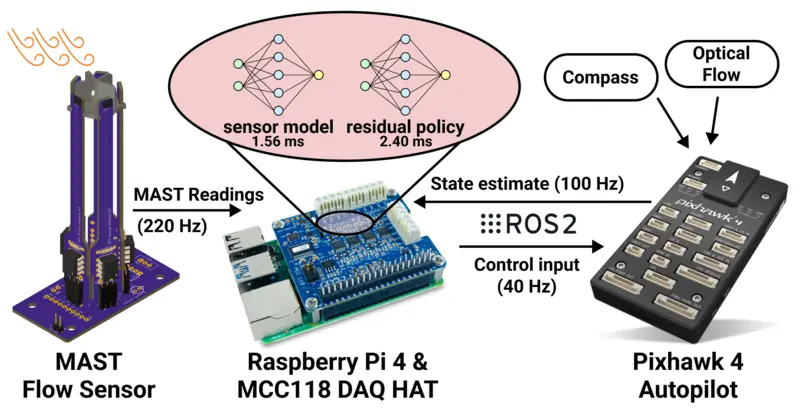 sensor model
1.56 ms
residual policy
2.40 ms
Optical
Flow
Compass
MAST Readings
(220 Hz)
State estimate (100 Hz)
ROS2
Control input
(40 Hz)
pixhawk 4
MAST
Flow Sensor
Raspberry Pi 4 &
MCC118 DAQ HAT
Pixhawk 4
Autopilot